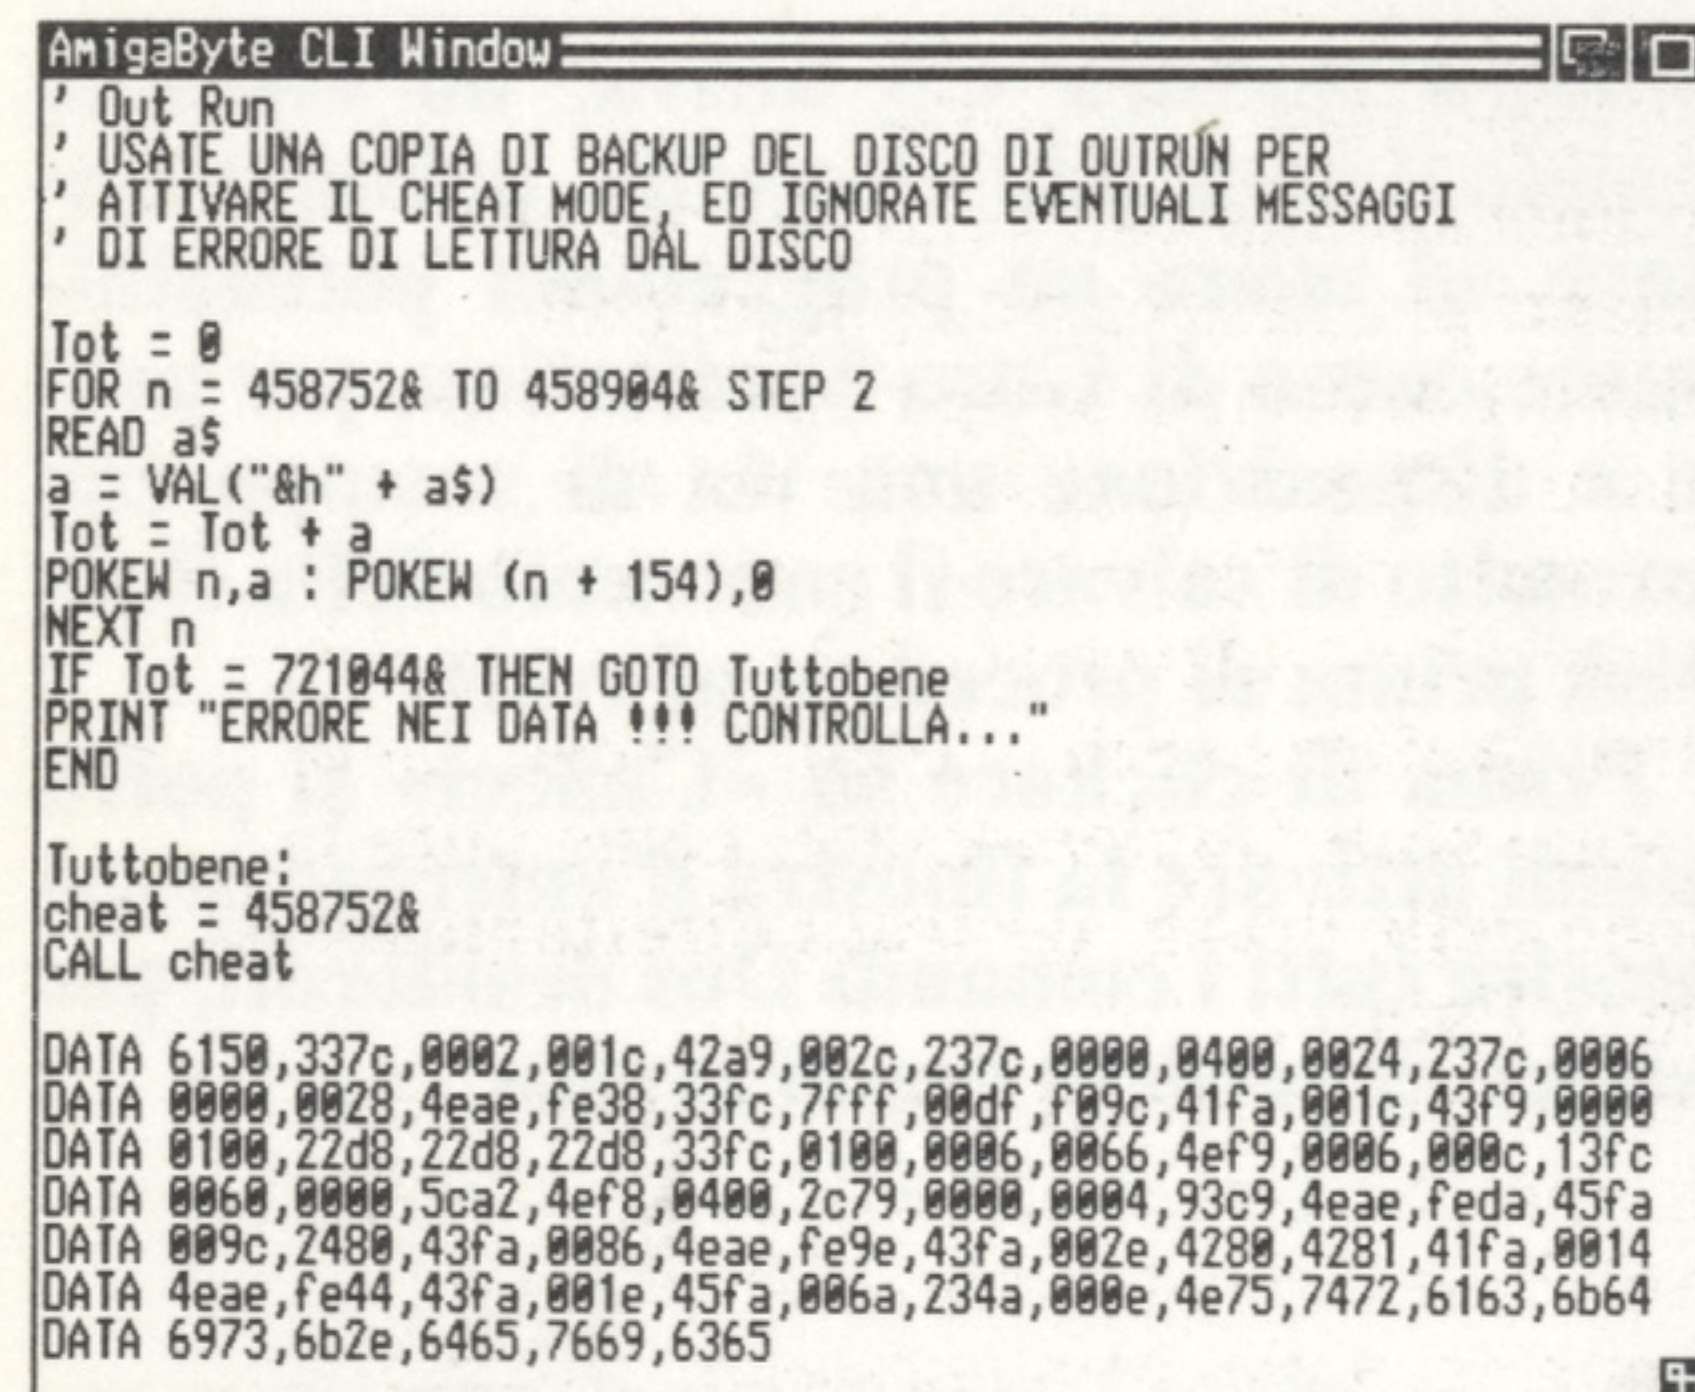 AmigaByte CLI Window
' Out Run
' USATE UNA COPIA DI BACKUP DEL DISCO DI OUTRUN PER
' ATTIVARE IL CHEAT MODE, ED IGNORATE EVENTUALI MESSAGGI
' DI ERRORE DI LETTURA DAL DISCO
Tot = 0
FOR n = 458752& TO 458904& STEP 2
READ a$
a = VAL("&h" + a$)
Tot = Tot + a
POKEW n,a : POKEW (n + 154),0
NEXT n
IF Tot = 721044& THEN GOTO Tuttobene
PRINT "ERRORE NEI DATA !!! CONTROLLA..."
END
Tuttobene:
cheat = 458752&
CALL cheat
DATA 6150,337c,0002,001c,42a9,002c,237c,0000,0400,0024,237c,0006
DATA 0000,0028,4eae,fe38,33fc,7fff,00df,f09c,41fa,001c,43f9,0000
DATA 0100,22d8,22d8,22d8,33fc,0100,0006,0066,4ef9,0006,000c,13fc
DATA 0060,0000,5ca2,4ef8,0400,2c79,0000,0004,93c9,4eae,feda,45fa
DATA 009c,2480,43fa,0086,4eae,fe9e,43fa,002e,4280,4281,41fa,0014
DATA 4eae,fe44,43fa,001e,45fa,006a,234a,000e,4e75,7472,6163,6b64
DATA 6973,6b2e,6465,7669,6365